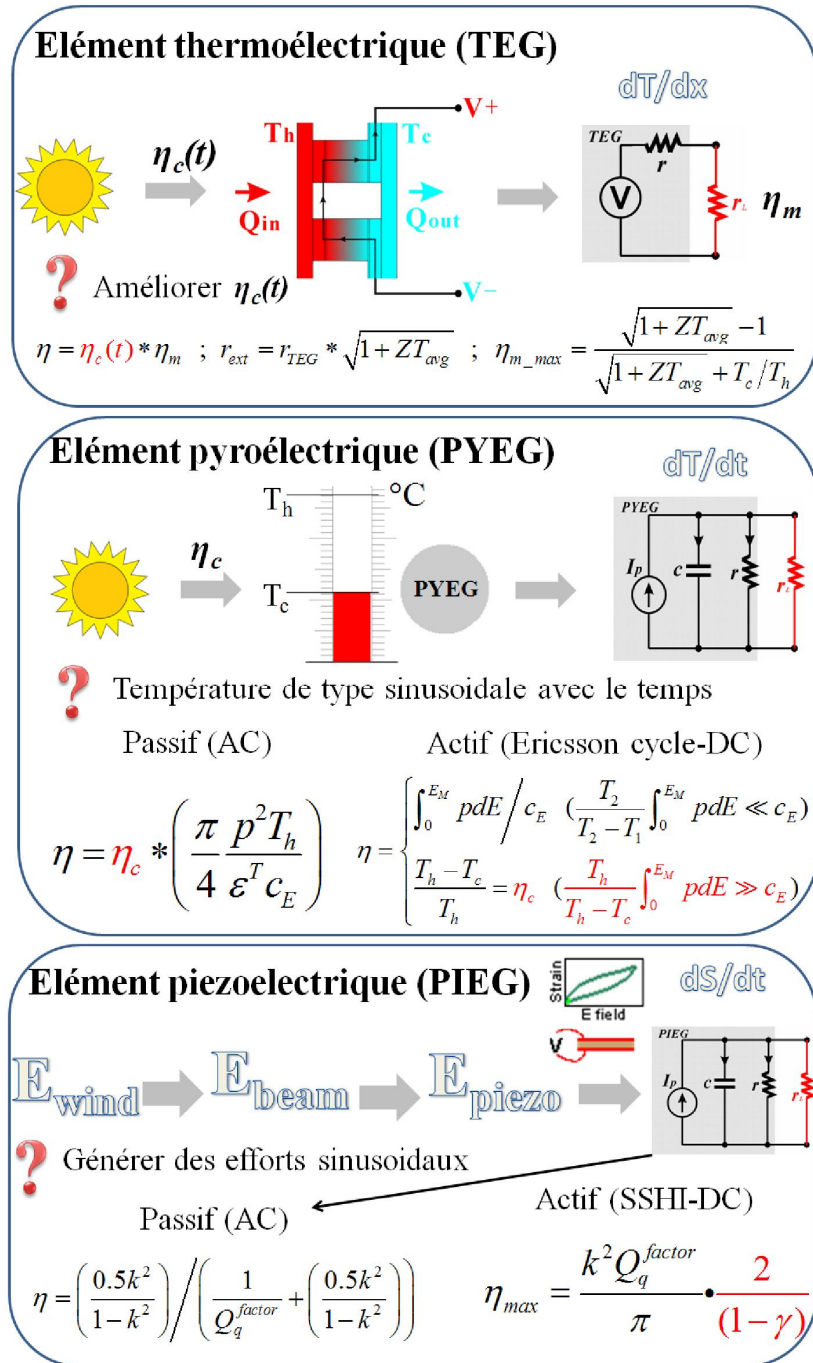 Elément thermoélectrique (TEG)
dT/dx
η_c(t)
T_h
T_c
V+
Q_in
Q_out
V−
TEG
r
V
r_L
η_m
? Améliorer η_c(t)
η = η_c(t) * η_m ; r_ext = r_TEG * √(1 + ZT_avg) ; η_m_max = (√(1 + ZT_avg) − 1) / (√(1 + ZT_avg) + T_c/T_h)
Elément pyroélectrique (PYEG)
dT/dt
T_h
°C
η_c
T_c
PYEG
PYEG
I_p
c
r
r_L
? Température de type sinusoidale avec le temps
Passif (AC)
Actif (Ericsson cycle-DC)
η = η_c * (π/4 p²T_h / ε^T c_E)
η = { ∫_0^{E_M} pdE / c_E ( T_2 / (T_2 − T_1) ∫_0^{E_M} pdE ≪ c_E )
(T_h − T_c) / T_h = η_c ( T_h / (T_h − T_c) ∫_0^{E_M} pdE ≫ c_E )
Elément piezoelectrique (PIEG)
Strain
E field
V
dS/dt
E_wind
E_beam
E_piezo
PIEG
I_p
c
r
r_L
? Générer des efforts sinusoidaux
Passif (AC)
Actif (SSHI-DC)
η = (0.5k² / (1 − k²)) / (1 / Q_q^factor + (0.5k² / (1 − k²)))
η_max = k² Q_q^factor / π • 2 / (1 − γ)